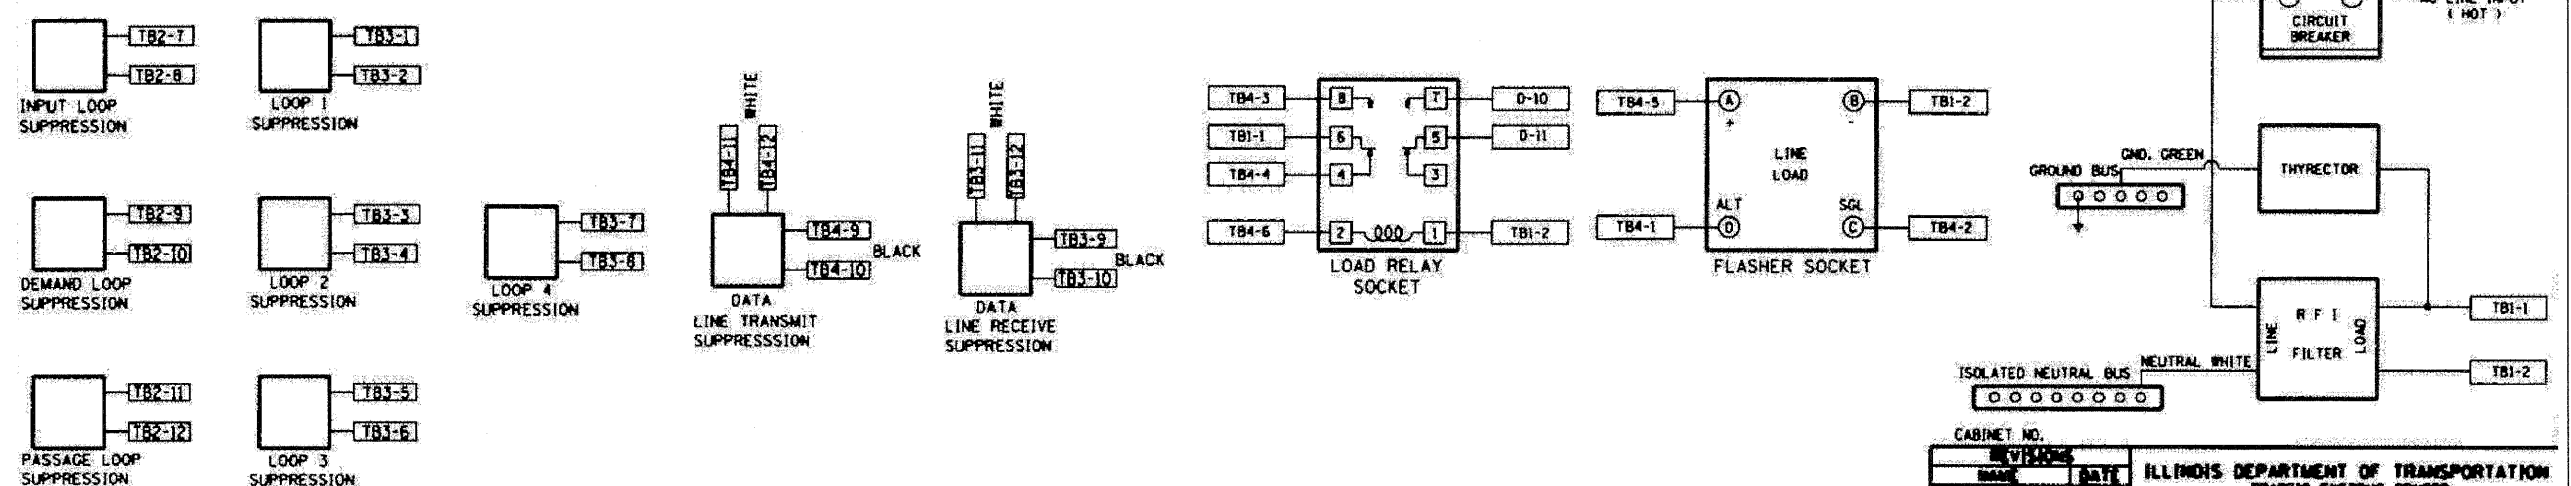 TB2-7
TB2-8
INPUT LOOP
SUPPRESSION
TB3-1
TB3-2
LOOP 1
SUPPRESSION
TB2-9
TB2-10
DEMAND LOOP
SUPPRESSION
TB3-3
TB3-4
LOOP 2
SUPPRESSION
TB2-11
TB2-12
PASSAGE LOOP
SUPPRESSION
TB3-5
TB3-6
LOOP 3
SUPPRESSION
TB3-7
TB3-8
LOOP 4
SUPPRESSION
WHITE
TB4-11
TB4-12
TB4-9
TB4-10
BLACK
DATA
LINE TRANSMIT
SUPPRESSSION
WHITE
TB3-11
TB3-12
TB3-9
TB3-10
BLACK
DATA
LINE RECEIVE
SUPPRESSION
TB4-3
8
7
D-10
TB1-1
6
5
D-11
TB4-4
4
3
TB4-6
2
1
TB1-2
LOAD RELAY
SOCKET
TB4-5
A
+
B
-
TB1-2
LINE
LOAD
ALT
D
TB4-1
SGL
C
TB4-2
FLASHER SOCKET
CIRCUIT
BREAKER
( HOT )
GND. GREEN
GROUND BUS
THYRECTOR
LINE
R F I
FILTER
LOAD
TB1-1
TB1-2
NEUTRAL WHITE
ISOLATED NEUTRAL BUS
CABINET NO.
REVISIONS
NAME
DATE
ILLINOIS DEPARTMENT OF TRANSPORTATION